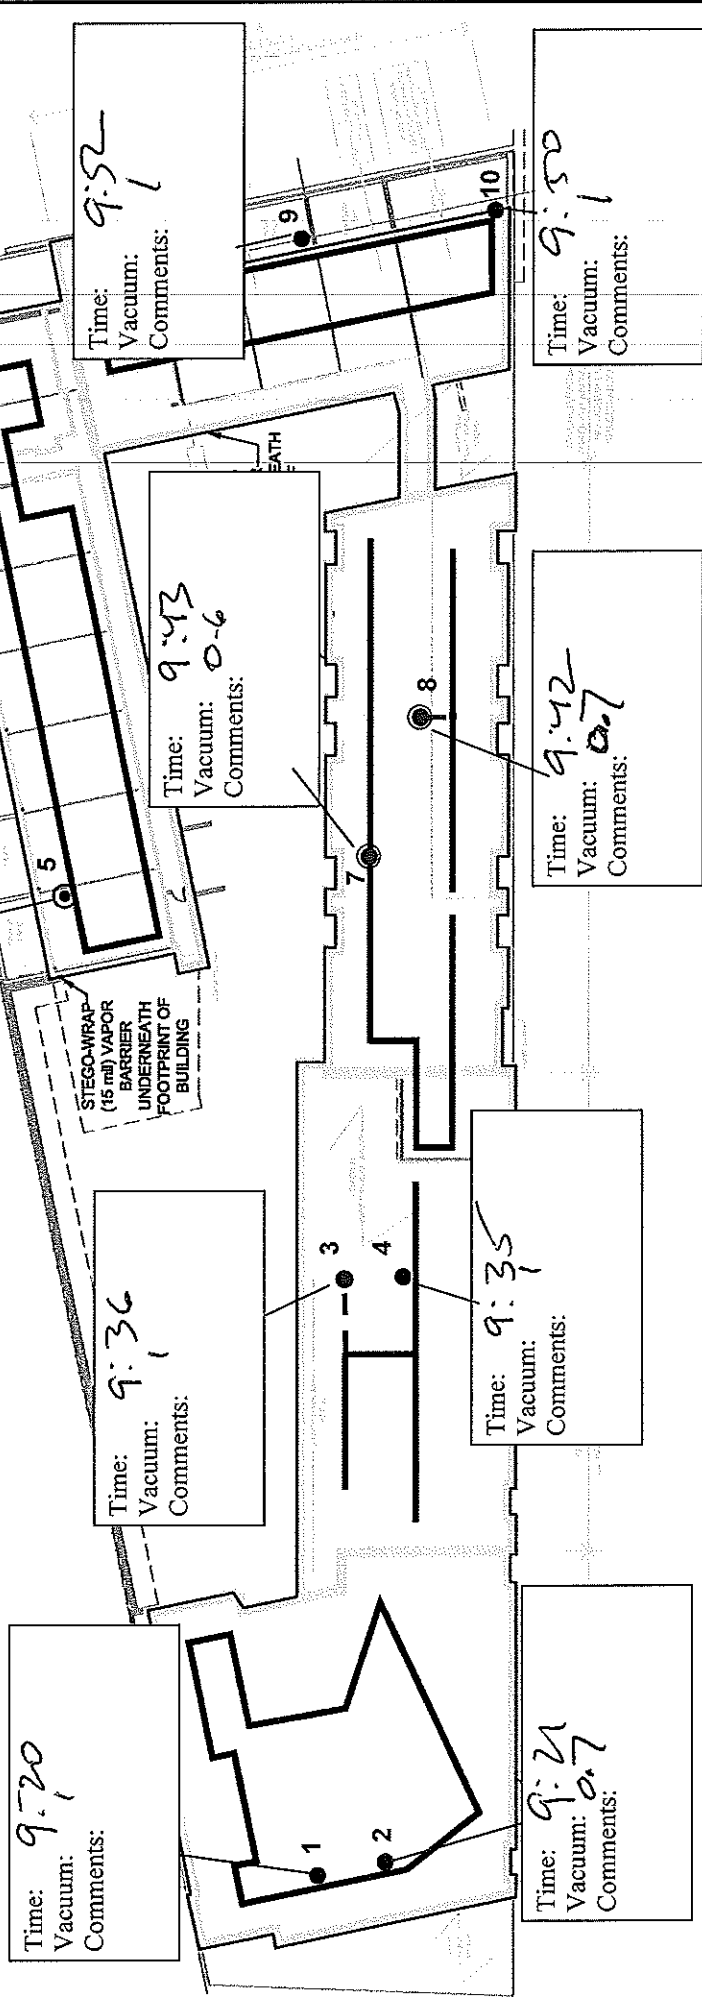 Time: 9:20
Vacuum: 1
Comments:
1
2
Time: 9:21
Vacuum: 0.7
Comments:
Time: 9:36
Vacuum: 1
Comments:
3
4
Time: 9:35
Vacuum: 1
Comments:
STEGO-WRAP
(15 mil) VAPOR
BARRIER
UNDERNEATH
FOOTPRINT OF
BUILDING
5
Time: 9:43
Vacuum: 0.6
Comments:
EATH
7
8
Time: 9:42
Vacuum: 0.7
Comments:
Time: 9:52
Vacuum: 1
Comments:
9
10
Time: 9:50
Vacuum: 1
Comments: